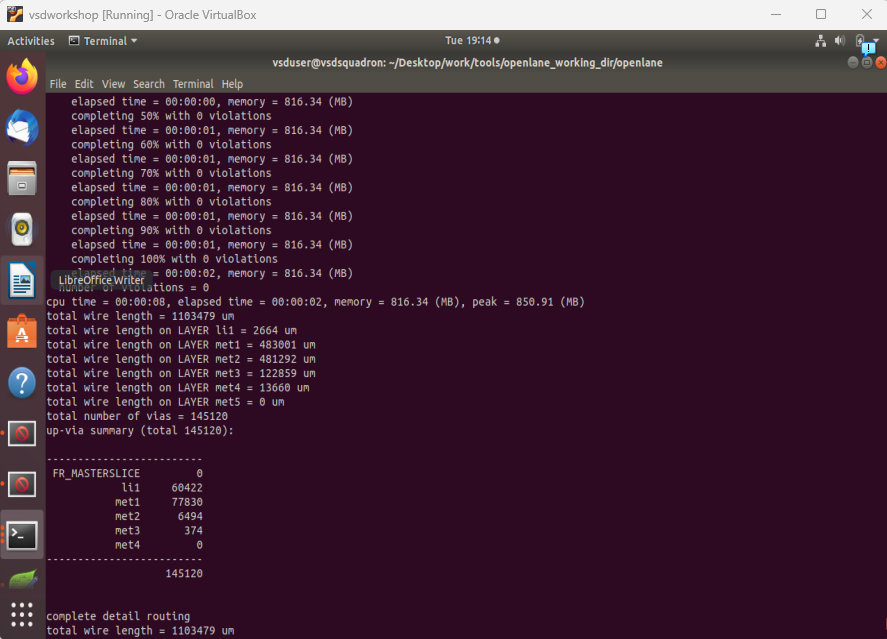 vsdworkshop [Running] - Oracle VirtualBox
Activities Terminal Tue 19:14
vsduser@vsdsquadron: ~/Desktop/work/tools/openlane_working_dir/openlane
File Edit View Search Terminal Help
elapsed time = 00:00:00, memory = 816.34 (MB)
completing 50% with 0 violations
elapsed time = 00:00:01, memory = 816.34 (MB)
completing 60% with 0 violations
elapsed time = 00:00:01, memory = 816.34 (MB)
completing 70% with 0 violations
elapsed time = 00:00:01, memory = 816.34 (MB)
completing 80% with 0 violations
elapsed time = 00:00:01, memory = 816.34 (MB)
completing 90% with 0 violations
elapsed time = 00:00:01, memory = 816.34 (MB)
completing 100% with 0 violations
elapsed time = 00:00:02, memory = 816.34 (MB)
LibreOffice Writer
number of violations = 0
cpu time = 00:00:08, elapsed time = 00:00:02, memory = 816.34 (MB), peak = 850.91 (MB)
total wire length = 1103479 um
total wire length on LAYER li1 = 2664 um
total wire length on LAYER met1 = 483001 um
total wire length on LAYER met2 = 481292 um
total wire length on LAYER met3 = 122859 um
total wire length on LAYER met4 = 13660 um
total wire length on LAYER met5 = 0 um
total number of vias = 145120
up-via summary (total 145120):
------------------------
FR_MASTERSLICE 0
li1 60422
met1 77830
met2 6494
met3 374
met4 0
------------------------
145120
complete detail routing
total wire length = 1103479 um